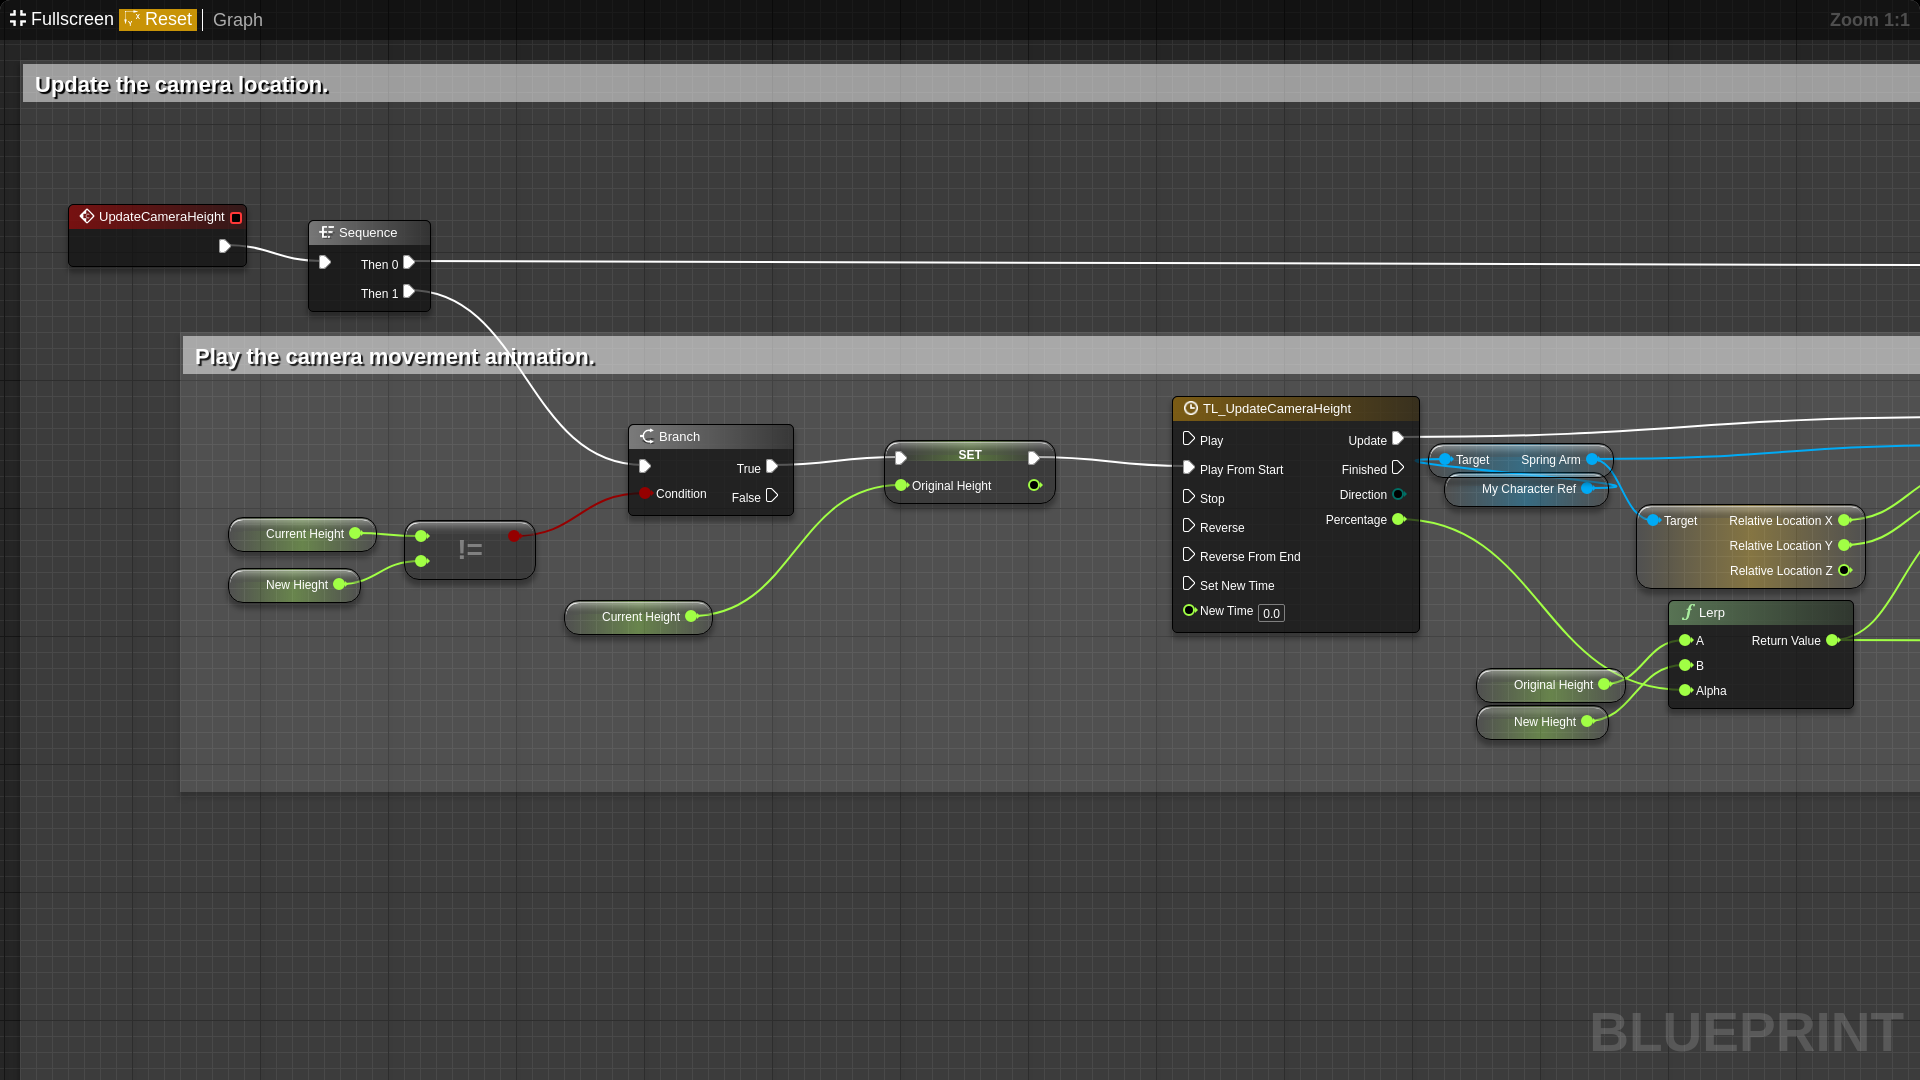 Fullscreen Reset Graph Zoom 1:1
Update the camera location.
UpdateCameraHeight
Sequence
Then 0
Then 1
Play the camera movement animation.
Branch
True
Condition
False
SET
Original Height
TL_UpdateCameraHeight
Play
Update
Play From Start
Finished
Stop
Direction
Reverse
Percentage
Reverse From End
Set New Time
New Time 0.0
Target Spring Arm
My Character Ref
Target Relative Location X
Relative Location Y
Relative Location Z
Current Height
!=
New Hieght
Current Height
Lerp
A Return Value
B
Alpha
Original Height
New Hieght
BLUEPRINT